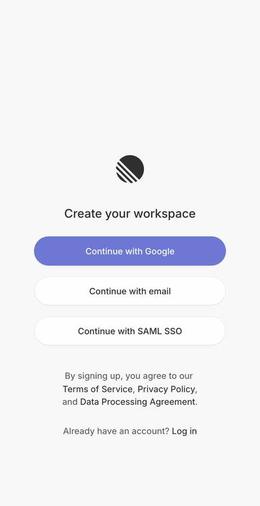 Create your workspace
Continue with Google
Continue with email
Continue with SAML SSO
By signing up, you agree to our
Terms of Service, Privacy Policy,
and Data Processing Agreement.
Already have an account? Log in